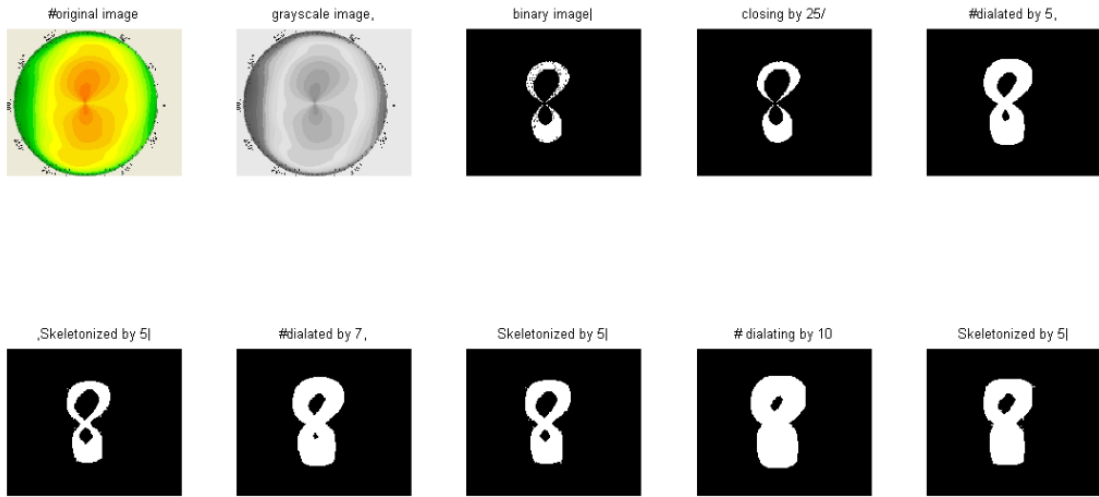 #original image
grayscale image,
binary image|
closing by 25/
#dialated by 5,
,Skeletonized by 5|
#dialated by 7,
Skeletonized by 5|
# dialating by 10
Skeletonized by 5|